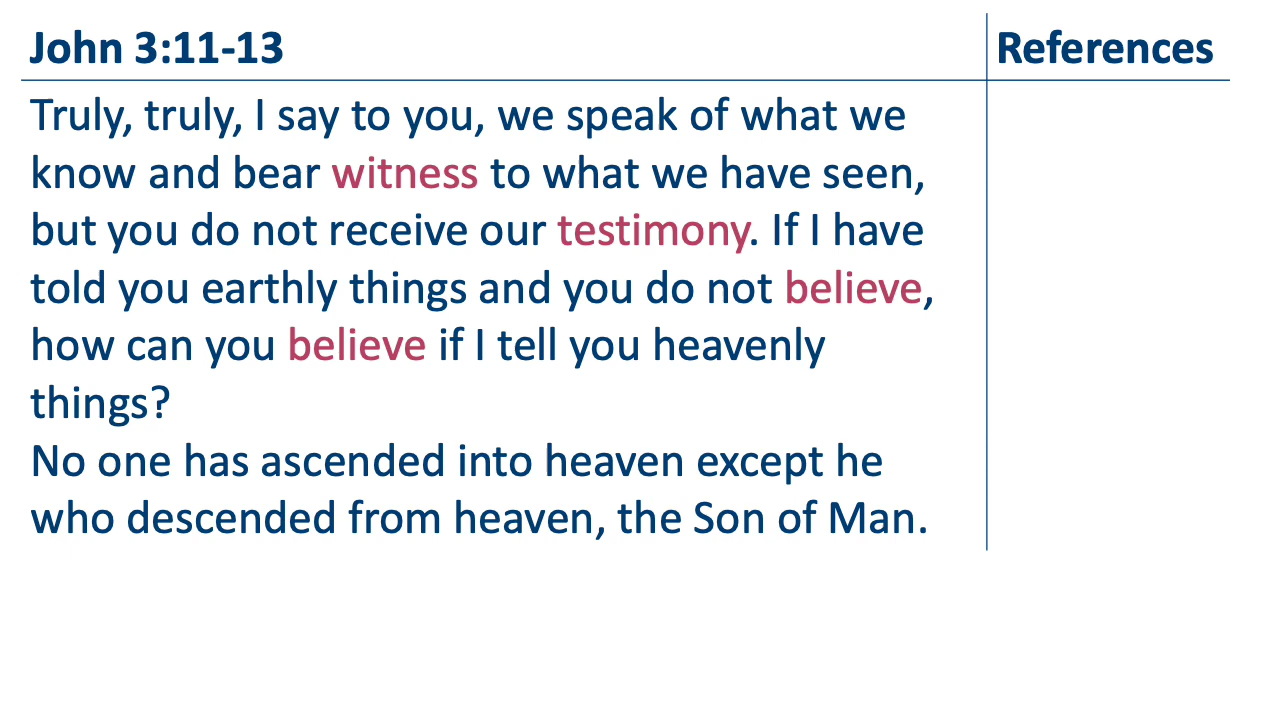 John 3:11-13
References
Truly, truly, I say to you, we speak of what we
know and bear witness to what we have seen,
but you do not receive our testimony. If I have
told you earthly things and you do not believe,
how can you believe if I tell you heavenly
things?
No one has ascended into heaven except he
who descended from heaven, the Son of Man.